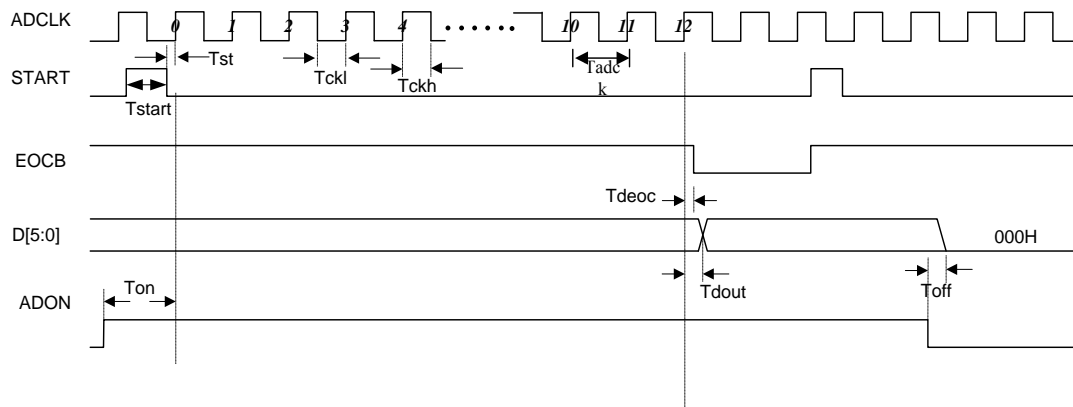 ADCLK
0 1 2 3 4 10 11 12
Tst
START
Tckl
Tckh
Tadc
k
Tstart
EOCB
Tdeoc
D[5:0]
000H
Tdout
Toff
Ton
ADON